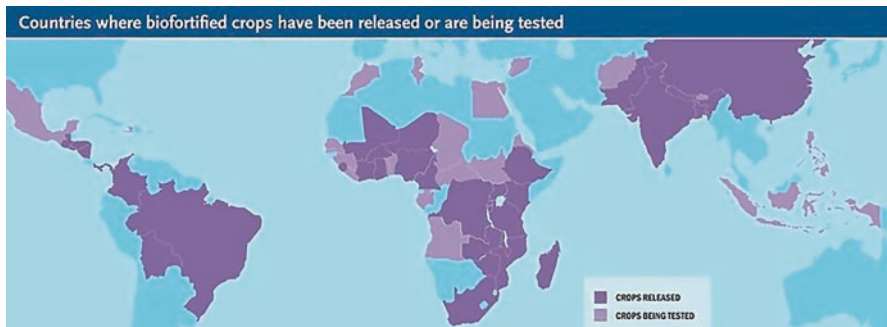 Countries where biofortified crops have been released or are being tested
CROPS RELEASED
CROPS BEING TESTED